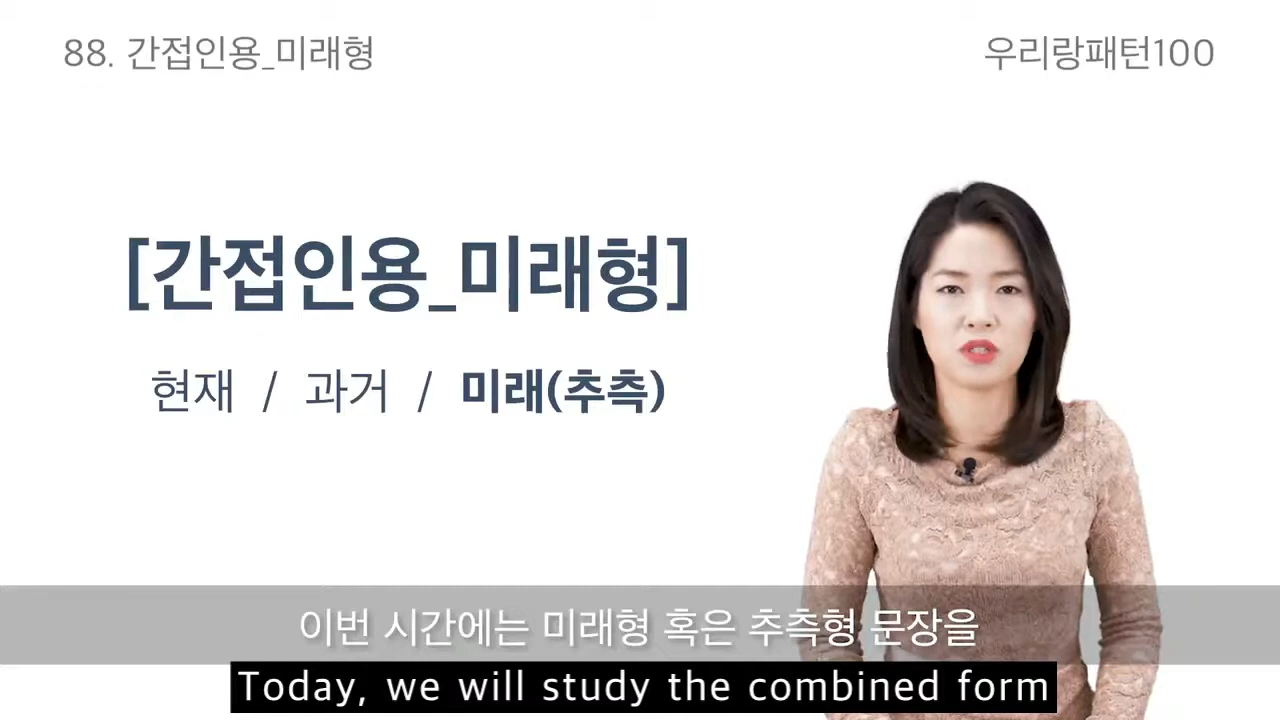 88. 간접인용_미래형
우리랑패턴100
[간접인용_미래형]
현재 / 과거 / 미래(추측)
이번 시간에는 미래형 혹은 추측형 문장을
Today, we will study the combined form